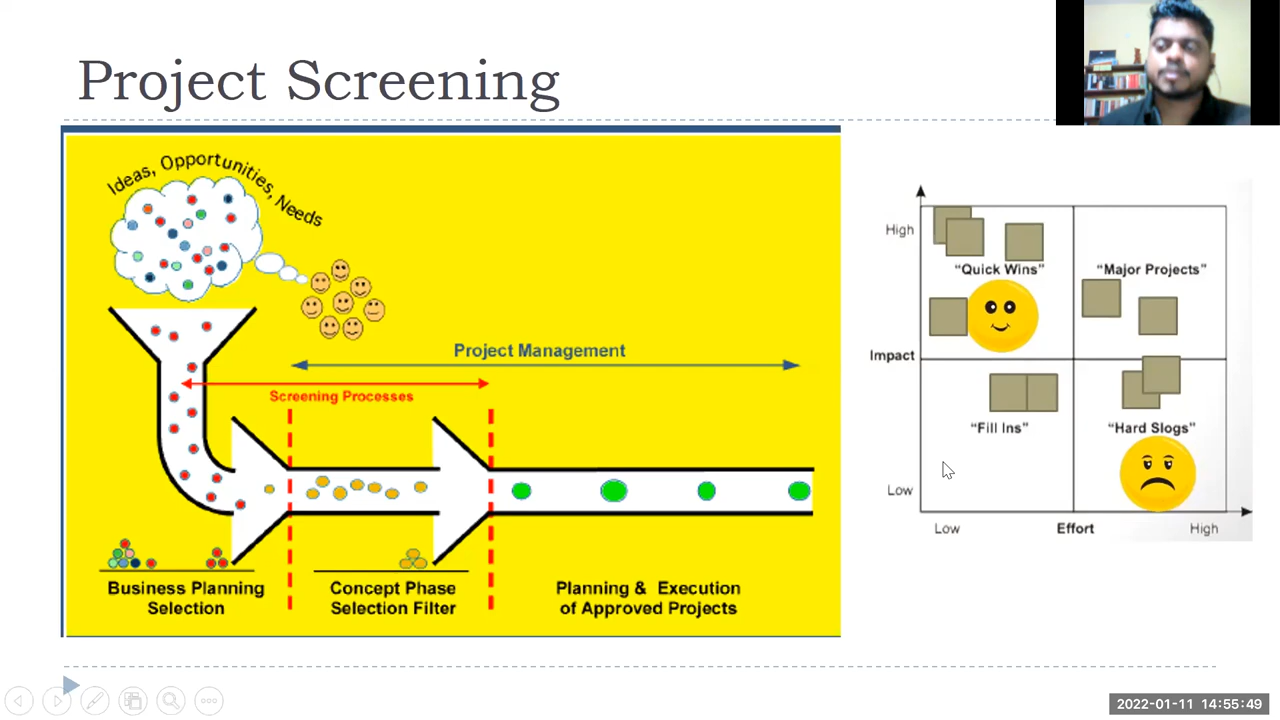 Project Screening
Ideas, Opportunities, Needs
Project Management
Screening Processes
Business Planning
Selection
Concept Phase
Selection Filter
Planning & Execution
of Approved Projects
High
"Quick Wins"
"Major Projects"
Impact
"Fill Ins"
"Hard Slogs"
Low
Low
Effort
High
2022-01-11 14:55:49